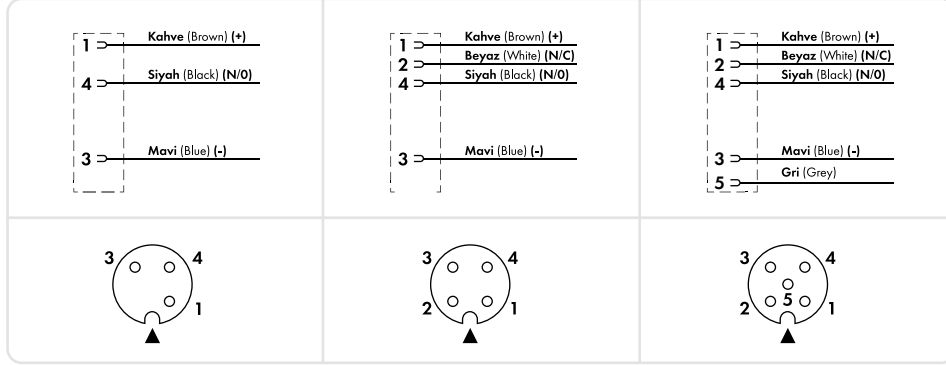 1 Kahve (Brown) (+)
4 Siyah (Black) (N/0)
3 Mavi (Blue) (-)
1 Kahve (Brown) (+)
2 Beyaz (White) (N/C)
4 Siyah (Black) (N/0)
3 Mavi (Blue) (-)
1 Kahve (Brown) (+)
2 Beyaz (White) (N/C)
4 Siyah (Black) (N/0)
3 Mavi (Blue) (-)
5 Gri (Grey)
3 4
1
3 4
2 1
3 4
2 5 1